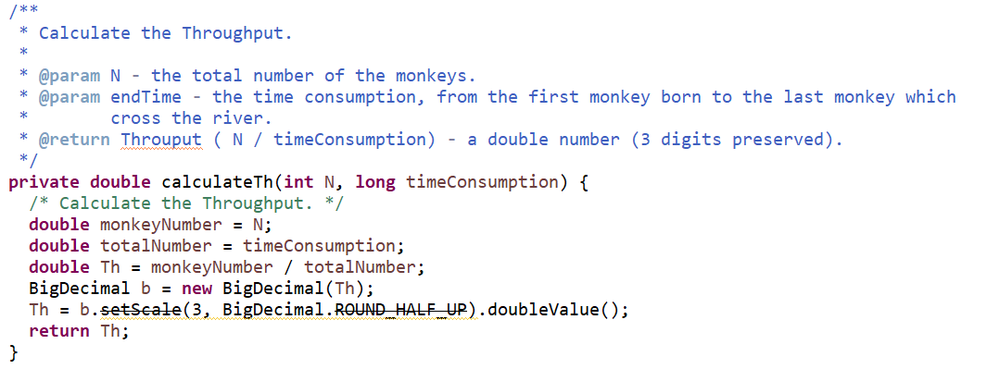 /**
 * Calculate the Throughput.
 *
 * @param N - the total number of the monkeys.
 * @param endTime - the time consumption, from the first monkey born to the last monkey which
 *        cross the river.
 * @return Throuput ( N / timeConsumption) - a double number (3 digits preserved).
 */
private double calculateTh(int N, long timeConsumption) {
  /* Calculate the Throughput. */
  double monkeyNumber = N;
  double totalNumber = timeConsumption;
  double Th = monkeyNumber / totalNumber;
  BigDecimal b = new BigDecimal(Th);
  Th = b.setScale(3, BigDecimal.ROUND_HALF_UP).doubleValue();
  return Th;
}